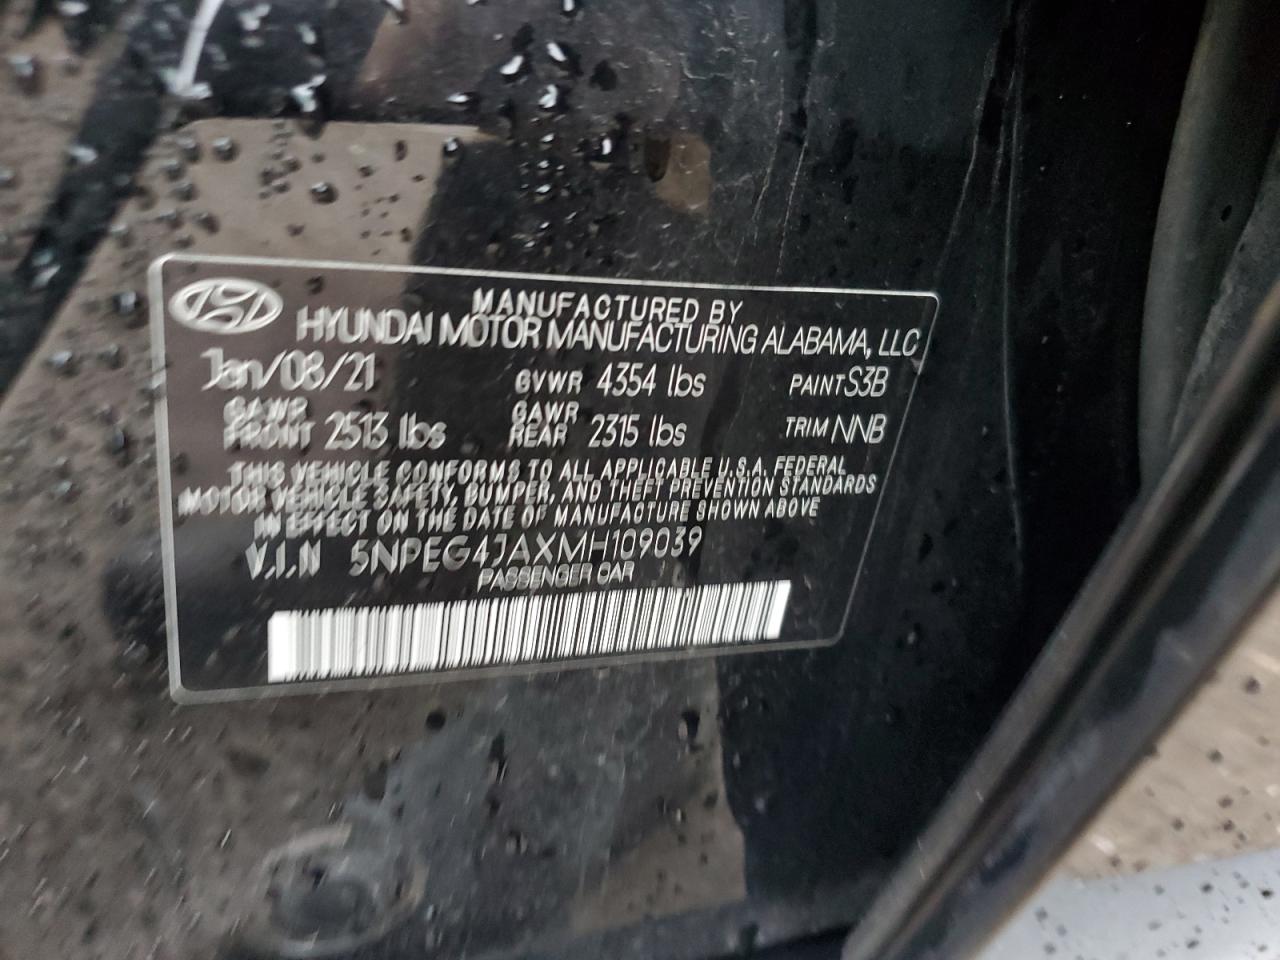 MANUFACTURED BY
HYUNDAI MOTOR MANUFACTURING ALABAMA, LLC
Jan/08/21 GVWR 4354 lbs PAINT S3B
GAWR FRONT 2513 lbs GAWR REAR 2315 lbs TRIM NNB
THIS VEHICLE CONFORMS TO ALL APPLICABLE U.S.A. FEDERAL
MOTOR VEHICLE SAFETY, BUMPER, AND THEFT PREVENTION STANDARDS
IN EFFECT ON THE DATE OF MANUFACTURE SHOWN ABOVE
V.I.N 5NPEG4JAXMH109039
PASSENGER CAR